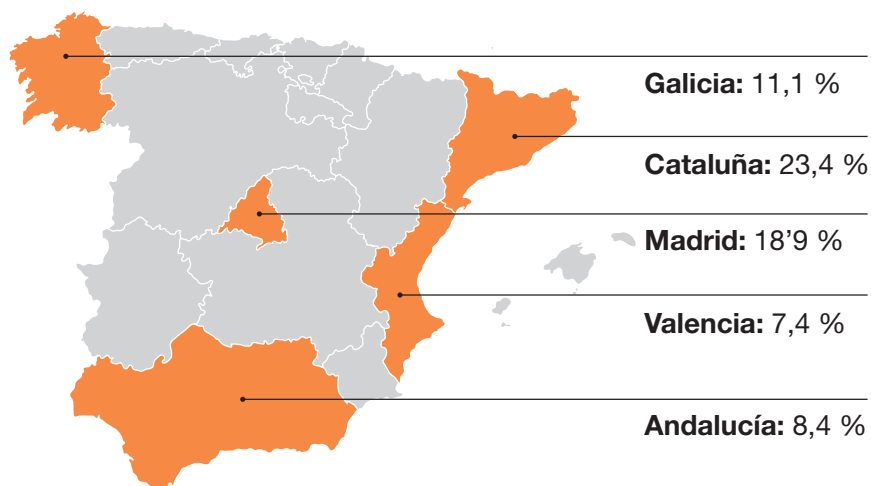 Galicia: 11,1 %
Cataluña: 23,4 %
Madrid: 18'9 %
Valencia: 7,4 %
Andalucía: 8,4 %